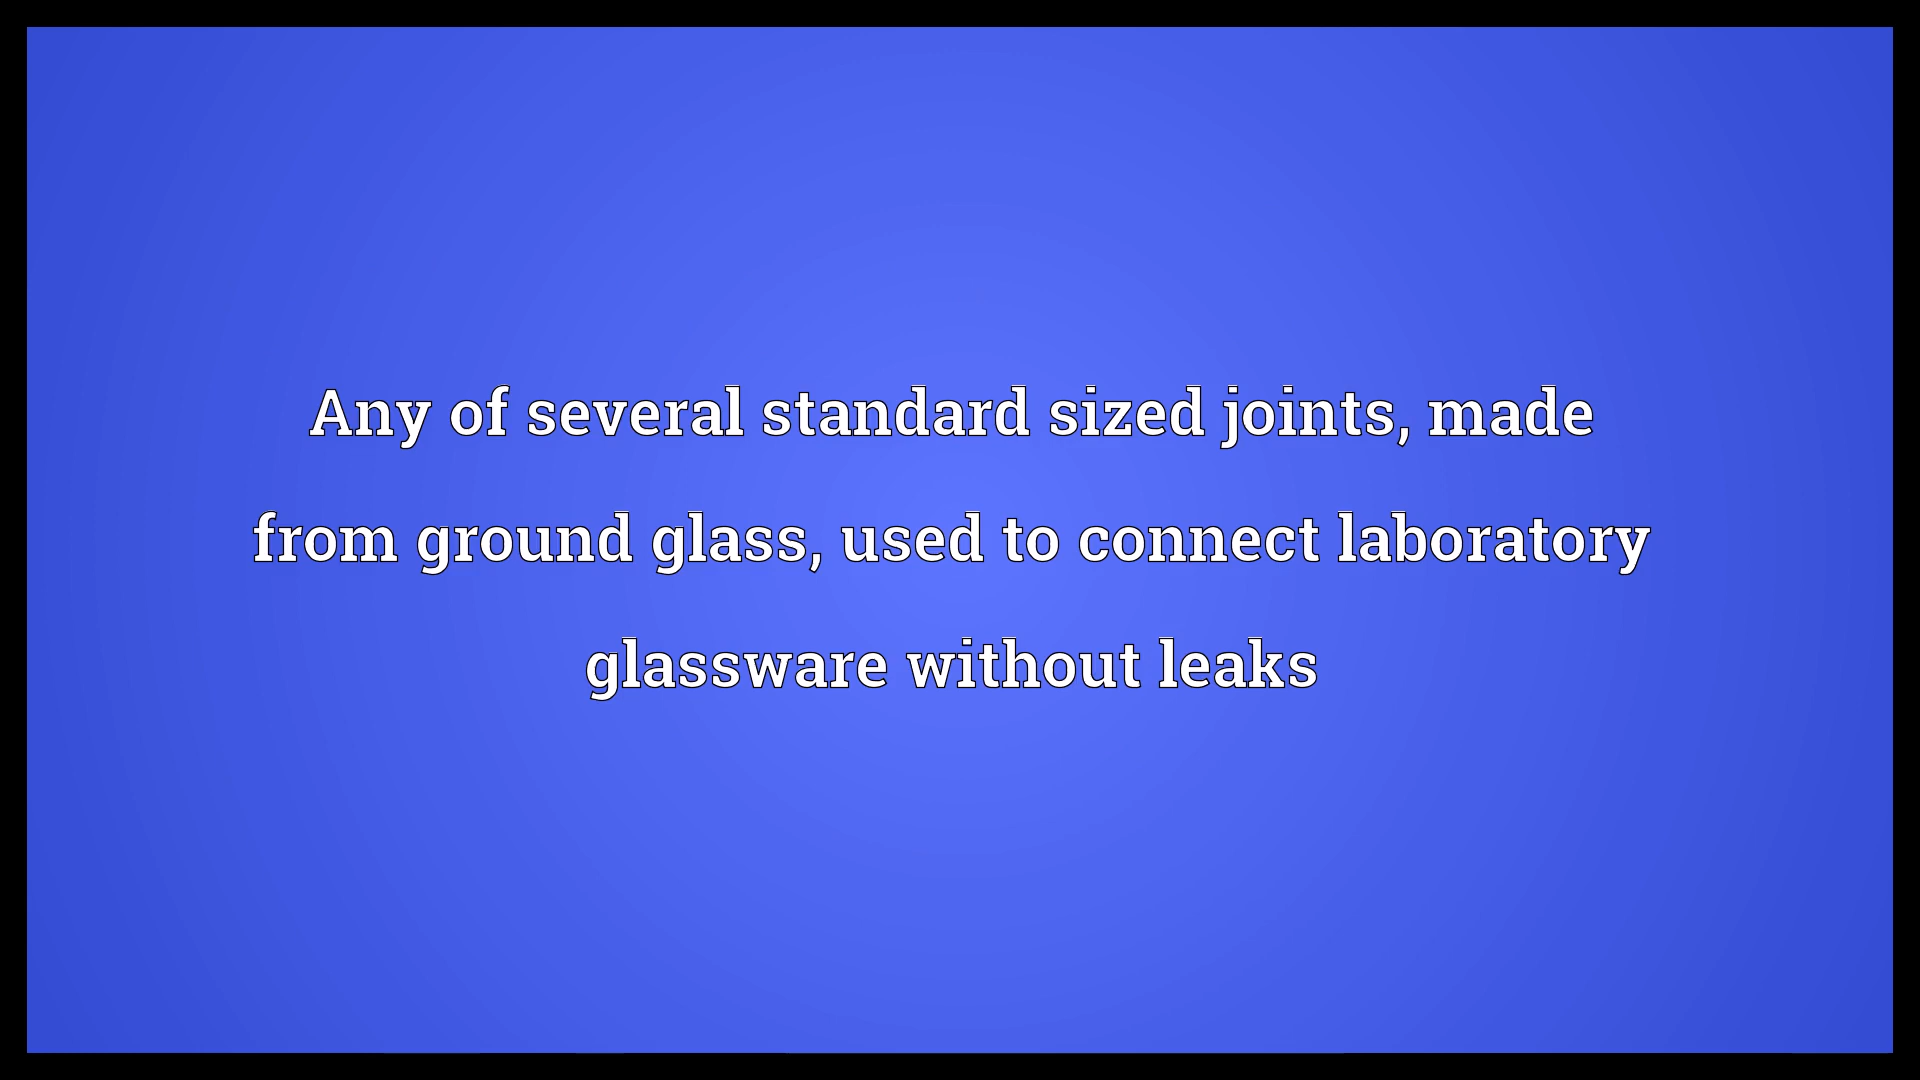 Any of several standard sized joints, made
from ground glass, used to connect laboratory
glassware without leaks